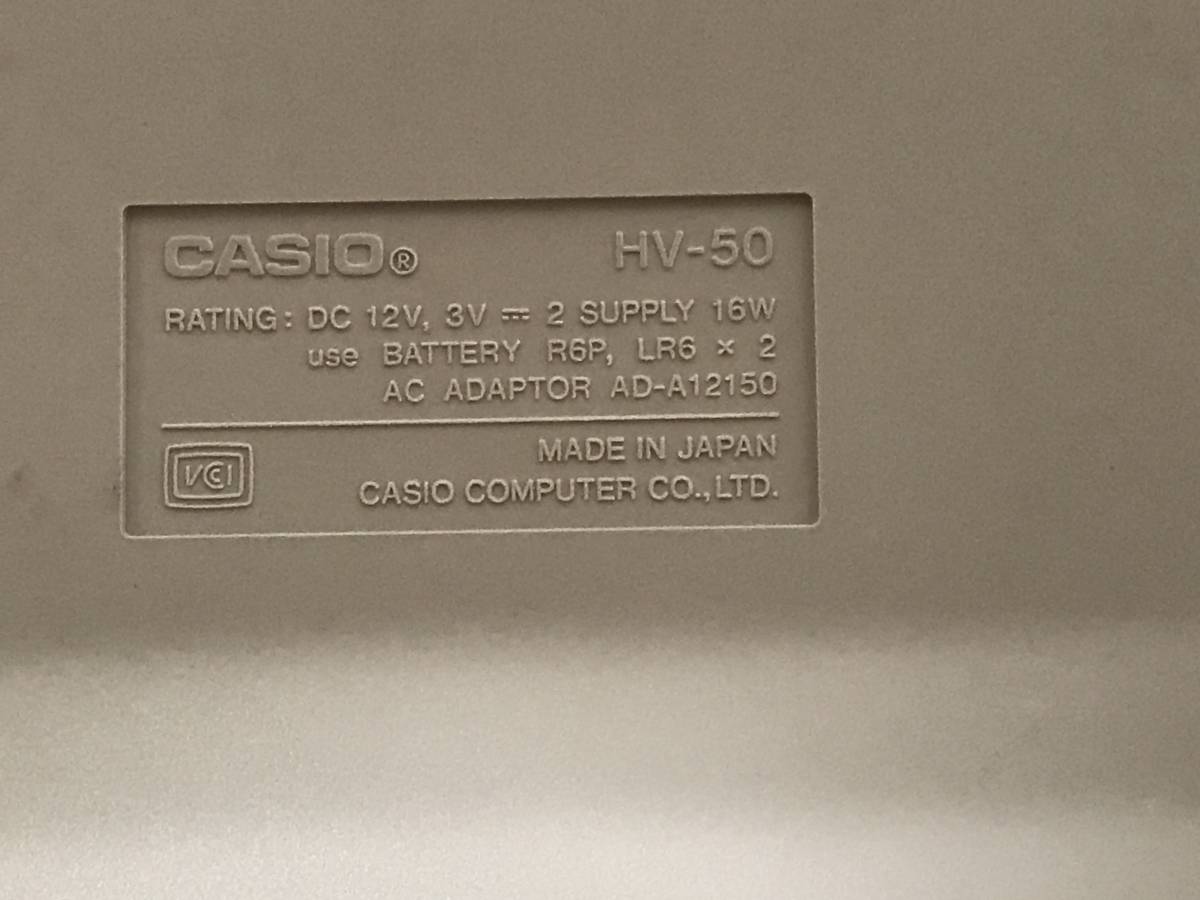 CASIO® HV-50
RATING: DC 12V, 3V ⎓ 2 SUPPLY 16W
use BATTERY R6P, LR6 × 2
AC ADAPTOR AD-A12150
MADE IN JAPAN
VCCI CASIO COMPUTER CO.,LTD.